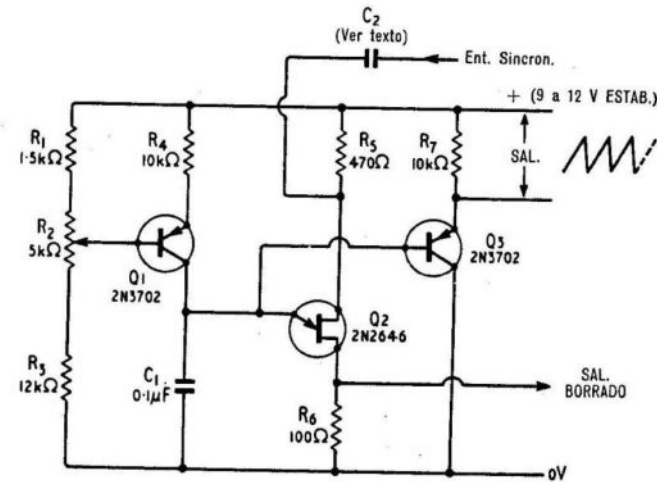 C2
(Ver texto)
Ent. Sincron.
+ (9 a 12 V ESTAB.)
R1
1·5kΩ
R4
10kΩ
R5
470Ω
R7
10kΩ
SAL.
R2
5kΩ
Q1
2N3702
Q3
2N3702
Q2
2N2646
R3
12kΩ
C1
0·1μF
R6
100Ω
SAL.
BORRADO
0V